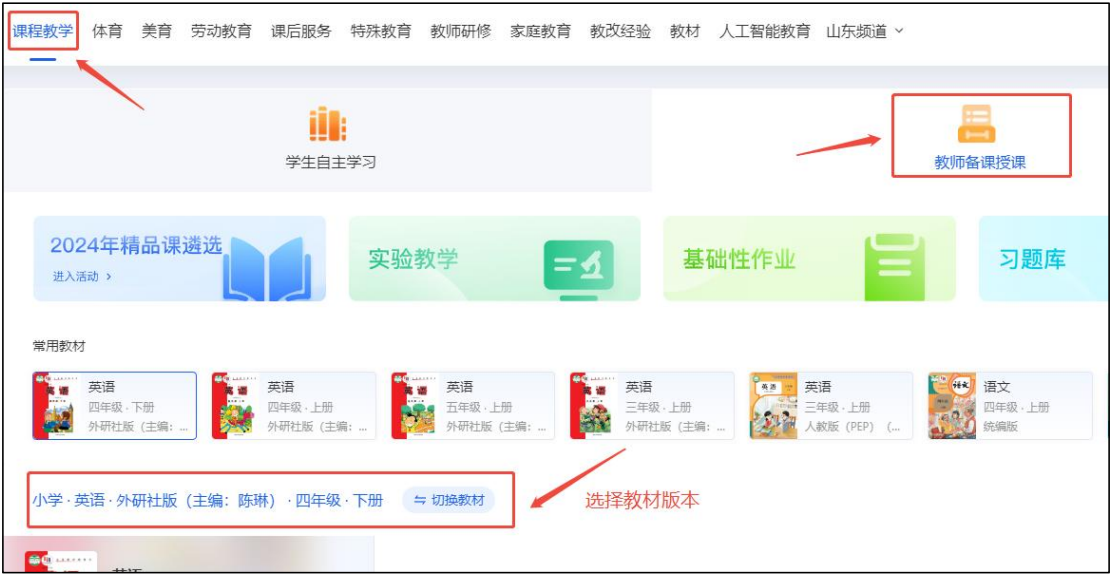 课程教学 体育 美育 劳动教育 课后服务 特殊教育 教师研修 家庭教育 教改经验 教材 人工智能教育 山东频道
学生自主学习
教师备课授课
2024年精品课遴选
进入活动 >
实验教学
基础性作业
习题库
常用教材
英语
四年级 · 下册
外研社版（主编：...
英语
四年级 · 上册
外研社版（主编：...
英语
五年级 · 上册
外研社版（主编：...
英语
三年级 · 上册
外研社版（主编：...
英语
三年级 · 上册
人教版（PEP）（...
语文
四年级 · 上册
统编版
小学 · 英语 · 外研社版（主编：陈琳） · 四年级 · 下册
切换教材
选择教材版本